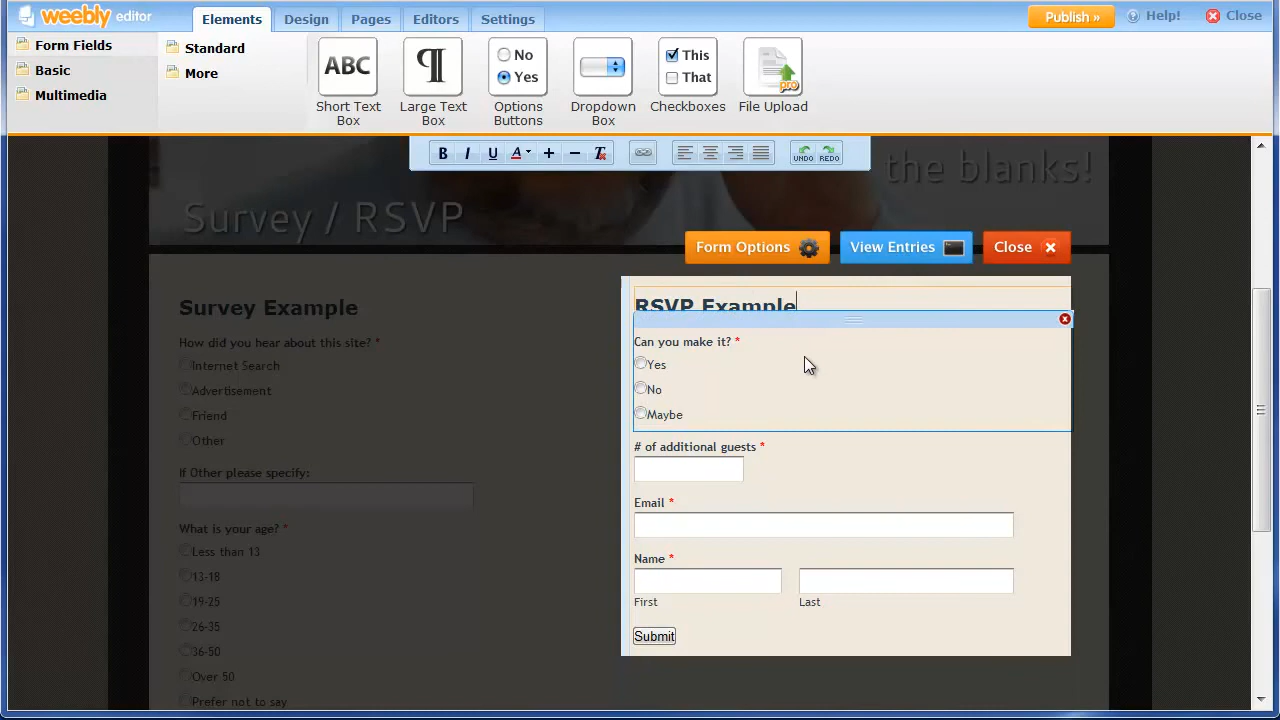 weebly editor
Elements
Design
Pages
Editors
Settings
Publish »
Help!
Close
Form Fields
Basic
Multimedia
Standard
More
ABC
Short Text
Box
Large Text
Box
No
Yes
Options
Buttons
Dropdown
Box
This
That
Checkboxes
pro
File Upload
B I U A + − T
UNDO REDO
the blanks!
Survey / RSVP
Form Options
View Entries
Close
Survey Example
How did you hear about this site? *
Internet Search
Advertisement
Friend
Other
If Other please specify:
What is your age? *
Less than 13
13-18
19-25
26-35
36-50
Over 50
Prefer not to say
RSVP Example
Can you make it? *
Yes
No
Maybe
# of additional guests *
Email *
Name *
First
Last
Submit